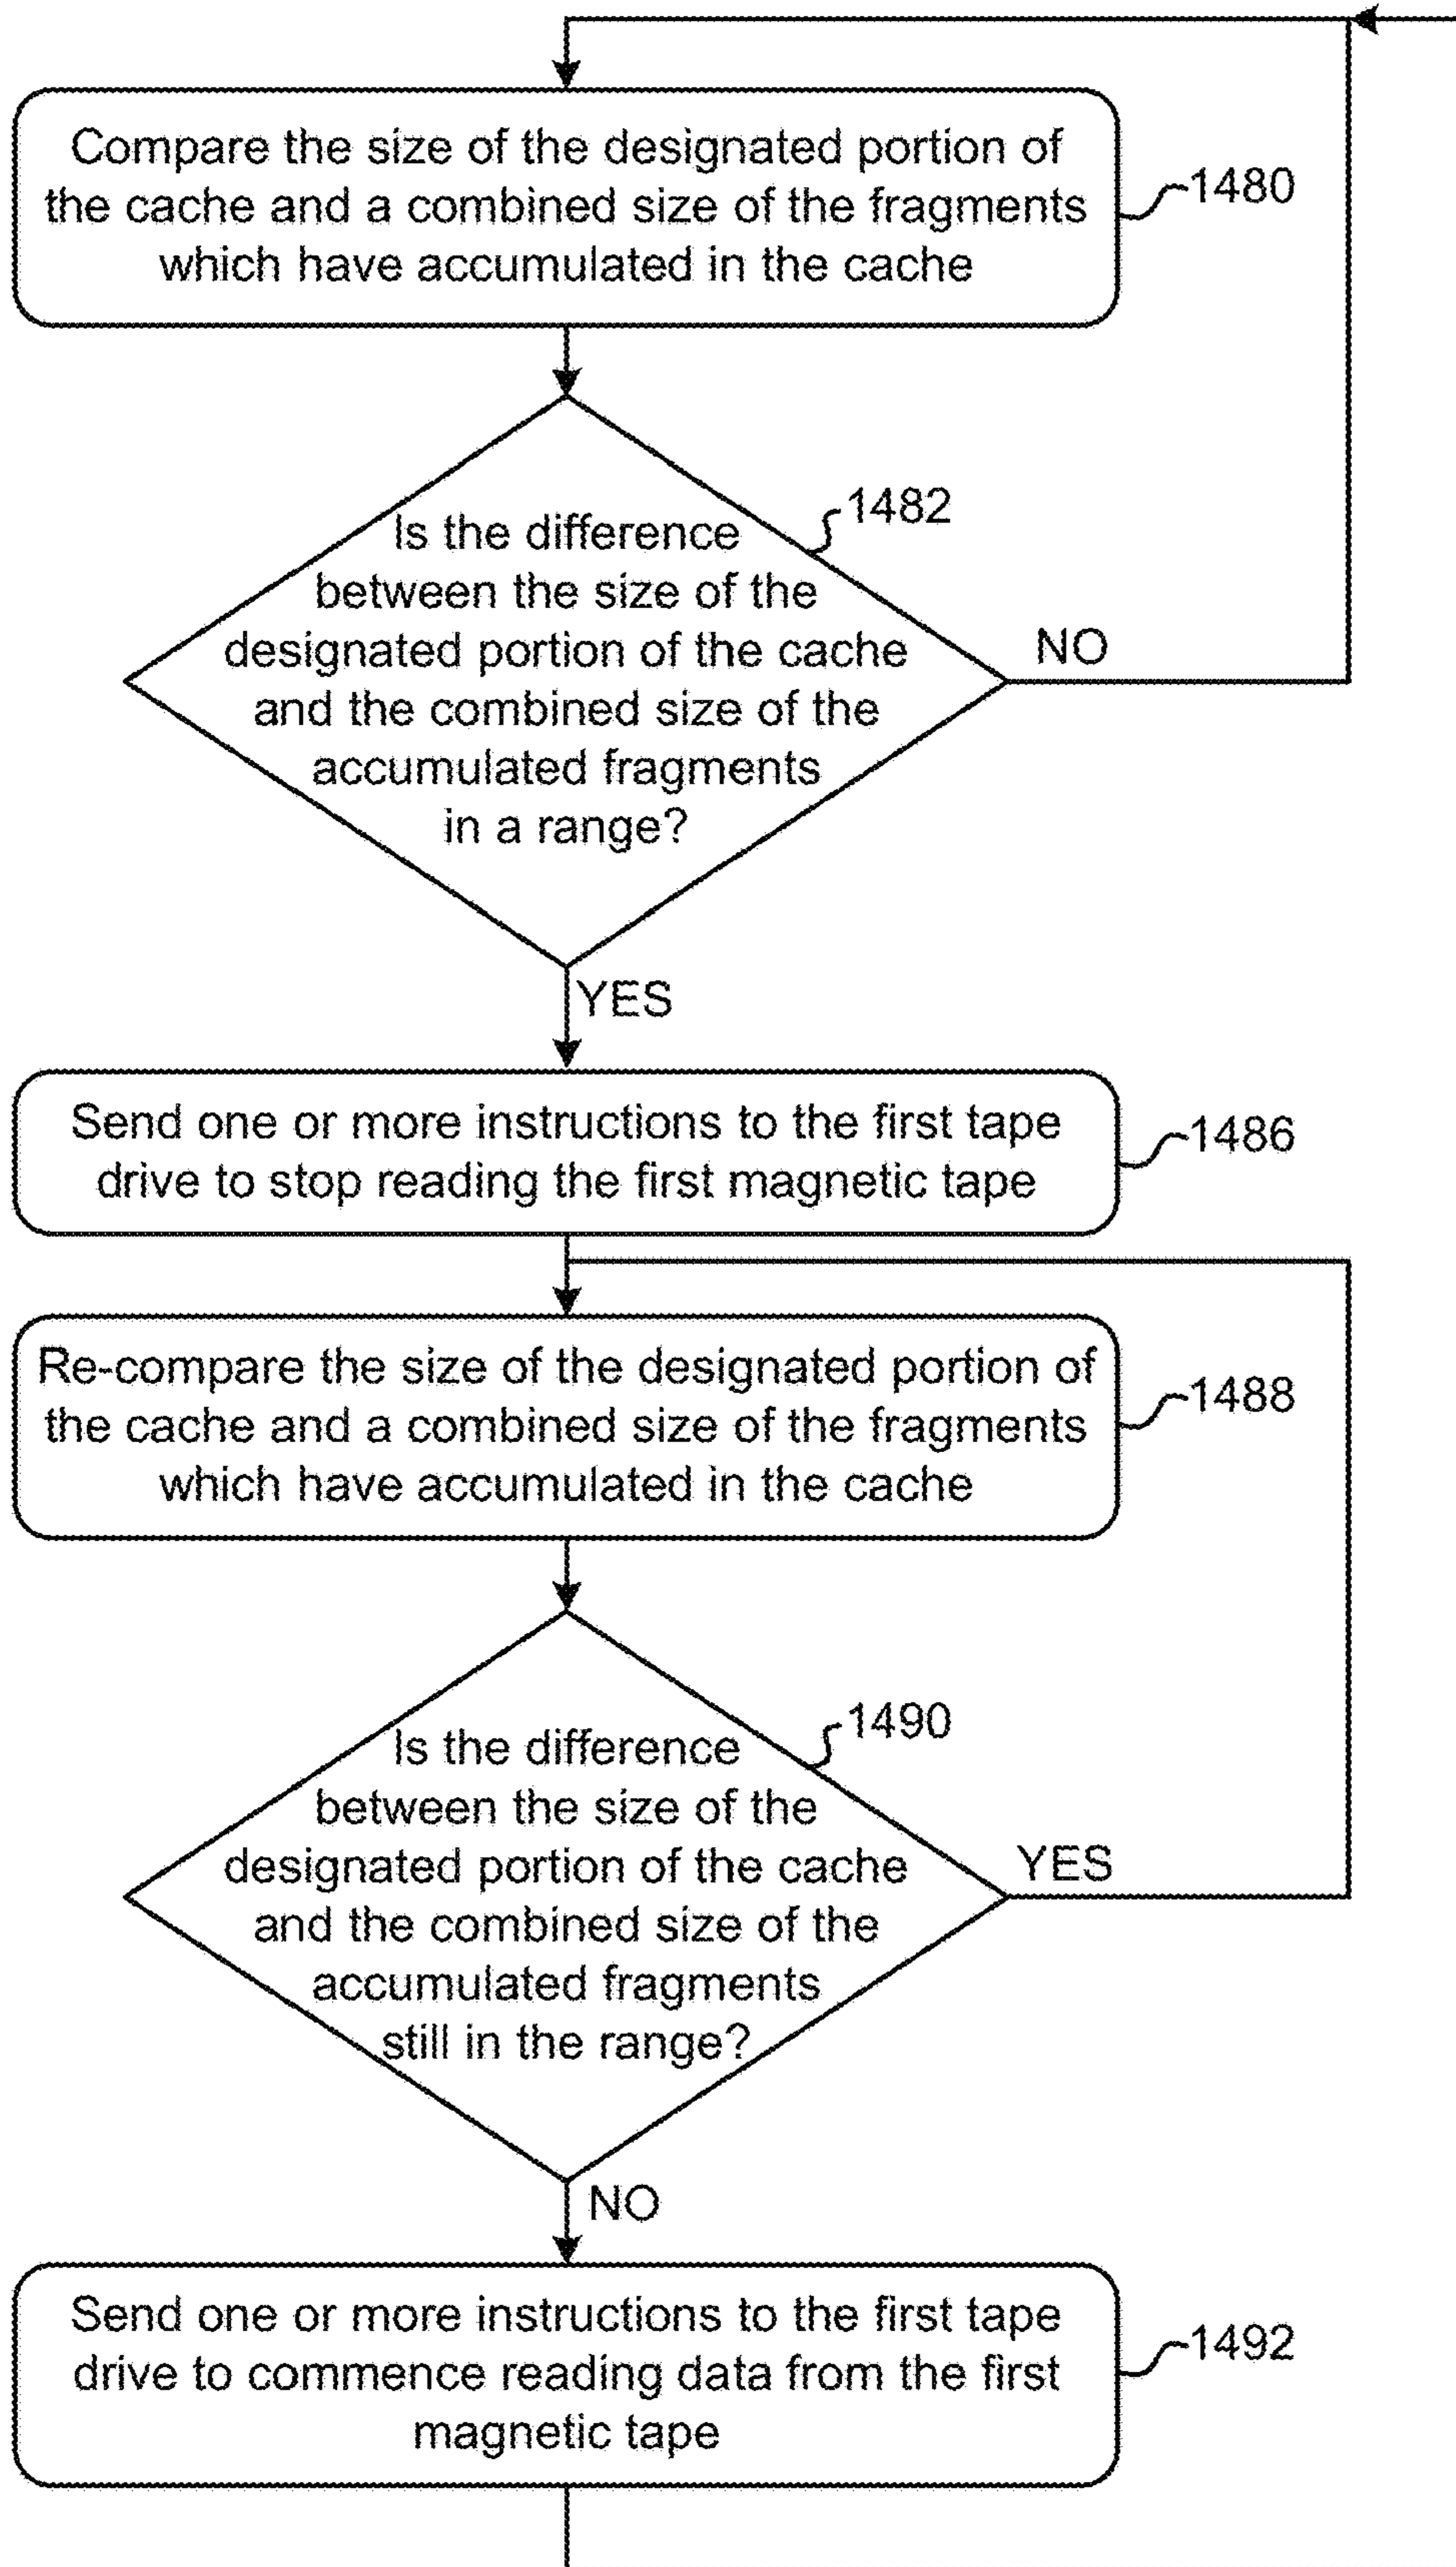 Compare the size of the designated portion of
the cache and a combined size of the fragments
which have accumulated in the cache
1480
1482
Is the difference
between the size of the
designated portion of the cache
and the combined size of the
accumulated fragments
in a range?
NO
YES
Send one or more instructions to the first tape
drive to stop reading the first magnetic tape
1486
Re-compare the size of the designated portion of
the cache and a combined size of the fragments
which have accumulated in the cache
1488
1490
Is the difference
between the size of the
designated portion of the cache
and the combined size of the
accumulated fragments
still in the range?
YES
NO
Send one or more instructions to the first tape
drive to commence reading data from the first
magnetic tape
1492